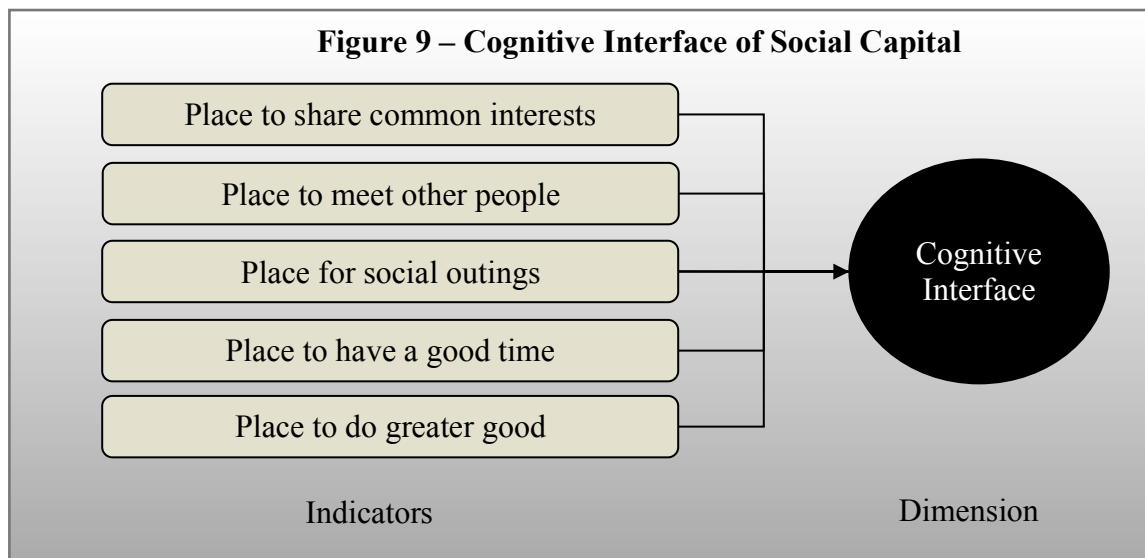 Figure 9 – Cognitive Interface of Social Capital
Place to share common interests
Place to meet other people
Place for social outings
Place to have a good time
Place to do greater good
Cognitive
Interface
Indicators
Dimension